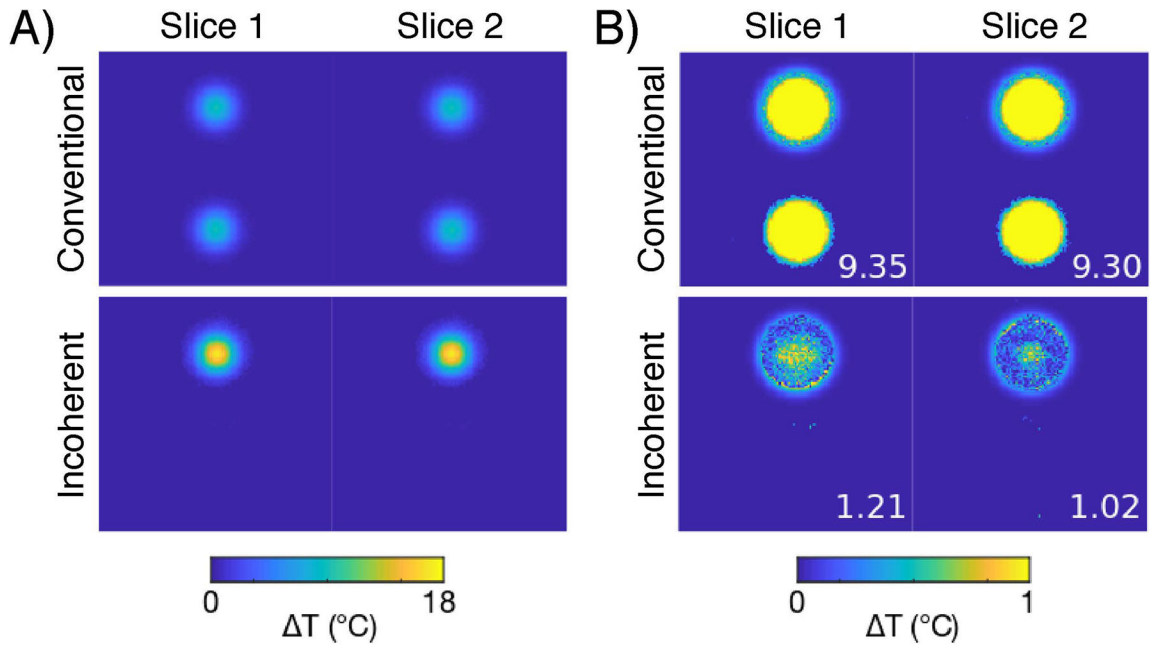 A)
Slice 1
Slice 2
Conventional
Incoherent
0
18
ΔT (°C)
B)
Slice 1
Slice 2
Conventional
9.35
9.30
Incoherent
1.21
1.02
0
1
ΔT (°C)